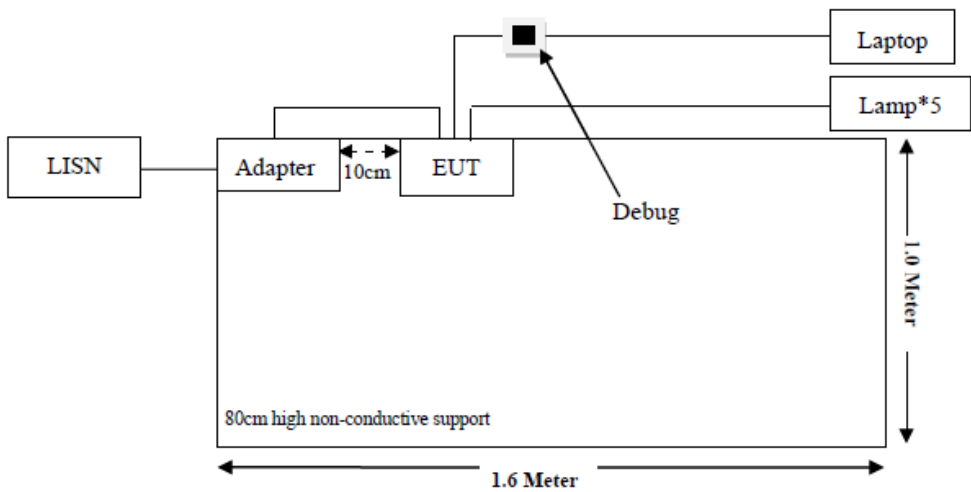 Laptop
Lamp*5
LISN
Adapter
10cm
EUT
Debug
1.0 Meter
80cm high non-conductive support
1.6 Meter